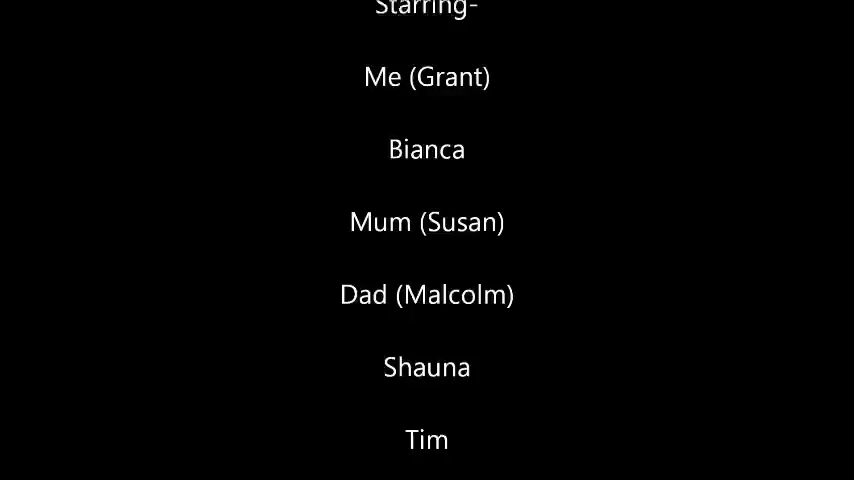 Starring-
Me (Grant)
Bianca
Mum (Susan)
Dad (Malcolm)
Shauna
Tim